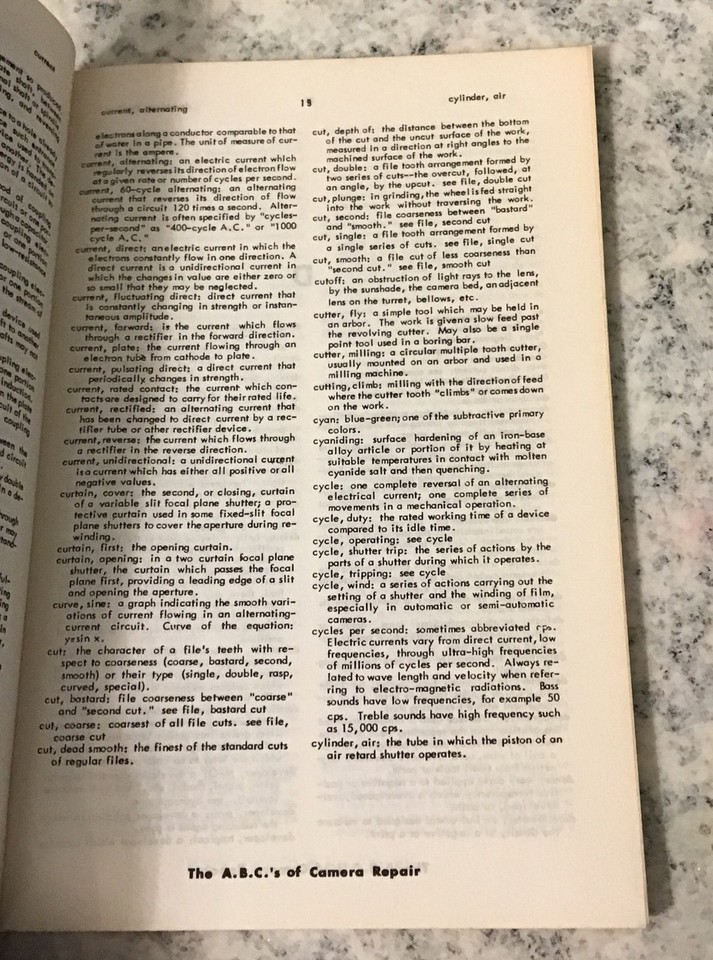 19
current, alternating
cylinder, air
electrons along a conductor comparable to that
of water in a pipe. The unit of measure of cur-
rent is the ampere.
current, alternating: an electric current which
regularly reverses its direction of electron flow
at a given rate or number of cycles per second.
current, 60-cycle alternating: an alternating
current that reverses its direction of flow
through a circuit 120 times a second. Alter-
nating current is often specified by "cycles-
per-second" as "400-cycle A.C." or "1000
cycle A.C."
current, direct: an electric current in which the
electrons constantly flow in one direction. A
direct current is a unidirectional current in
which the changes in value are either zero or
so small that they may be neglected.
current, fluctuating direct: direct current that
is constantly changing in strength or instan-
taneous amplitude.
current, forward: is the current which flows
through a rectifier in the forward direction.
current, plate: the current flowing through an
electron tube from cathode to plate.
current, pulsating direct: a direct current that
periodically changes in strength.
current, rated contact: the current which con-
tacts are designed to carry for their rated life.
current, rectified: an alternating current that
has been changed to direct current by a rec-
tifier tube or other rectifier device.
current, reverse: the current which flows through
a rectifier in the reverse direction.
current, unidirectional: a unidirectional current
is a current which has either all positive or all
negative values.
curtain, cover: the second, or closing, curtain
of a variable slit focal plane shutter; a pro-
tective curtain used in some fixed-slit focal
plane shutters to cover the aperture during re-
winding.
curtain, first: the opening curtain.
curtain, opening: in a two curtain focal plane
shutter, the curtain which passes the focal
plane first, providing a leading edge of a slit
and opening the aperture.
curve, sine: a graph indicating the smooth vari-
ations of current flowing in an alternating-
current circuit. Curve of the equation:
y=sin x.
cut: the character of a file's teeth with re-
spect to coarseness (coarse, bastard, second,
smooth) or their type (single, double, rasp,
curved, special).
cut, bastard: file coarseness between "coarse"
and "second cut." see file, bastard cut
cut, coarse: coarsest of all file cuts. see file,
coarse cut
cut, dead smooth: the finest of the standard cuts
of regular files.
cut, depth of: the distance between the bottom
of the cut and the uncut surface of the work,
measured in a direction at right angles to the
machined surface of the work.
cut, double: a file tooth arrangement formed by
two series of cuts--the overcut, followed, at
an angle, by the upcut. see file, double cut
cut, plunge: in grinding, the wheel is fed straight
into the work without traversing the work.
cut, second: file coarseness between "bastard"
and "smooth." see file, second cut
cut, single: a file tooth arrangement formed by
a single series of cuts. see file, single cut
cut, smooth: a file cut of less coarseness than
"second cut." see file, smooth cut
cutoff: an obstruction of light rays to the lens,
by the sunshade, the camera bed, an adjacent
lens on the turret, bellows, etc.
cutter, fly: a simple tool which may be held in
an arbor. The work is given a slow feed past
the revolving cutter. May also be a single
point tool used in a boring bar.
cutter, milling: a circular multiple tooth cutter,
usually mounted on an arbor and used in a
milling machine.
cutting, climb: milling with the direction of feed
where the cutter tooth "climbs" or comes down
on the work.
cyan: blue-green; one of the subtractive primary
colors.
cyaniding: surface hardening of an iron-base
alloy article or portion of it by heating at
suitable temperatures in contact with molten
cyanide salt and then quenching.
cycle: one complete reversal of an alternating
electrical current; one complete series of
movements in a mechanical operation.
cycle, duty: the rated working time of a device
compared to its idle time.
cycle, operating: see cycle
cycle, shutter trip: the series of actions by the
parts of a shutter during which it operates.
cycle, tripping: see cycle
cycle, wind: a series of actions carrying out the
setting of a shutter and the winding of film,
especially in automatic or semi-automatic
cameras.
cycles per second: sometimes abbreviated cps.
Electric currents vary from direct current, low
frequencies, through ultra-high frequencies
of millions of cycles per second. Always re-
lated to wave length and velocity when refer-
ring to electro-magnetic radiations. Bass
sounds have low frequencies, for example 50
cps. Treble sounds have high frequency such
as 15,000 cps.
cylinder, air: the tube in which the piston of an
air retard shutter operates.
The A.B.C.'s of Camera Repair